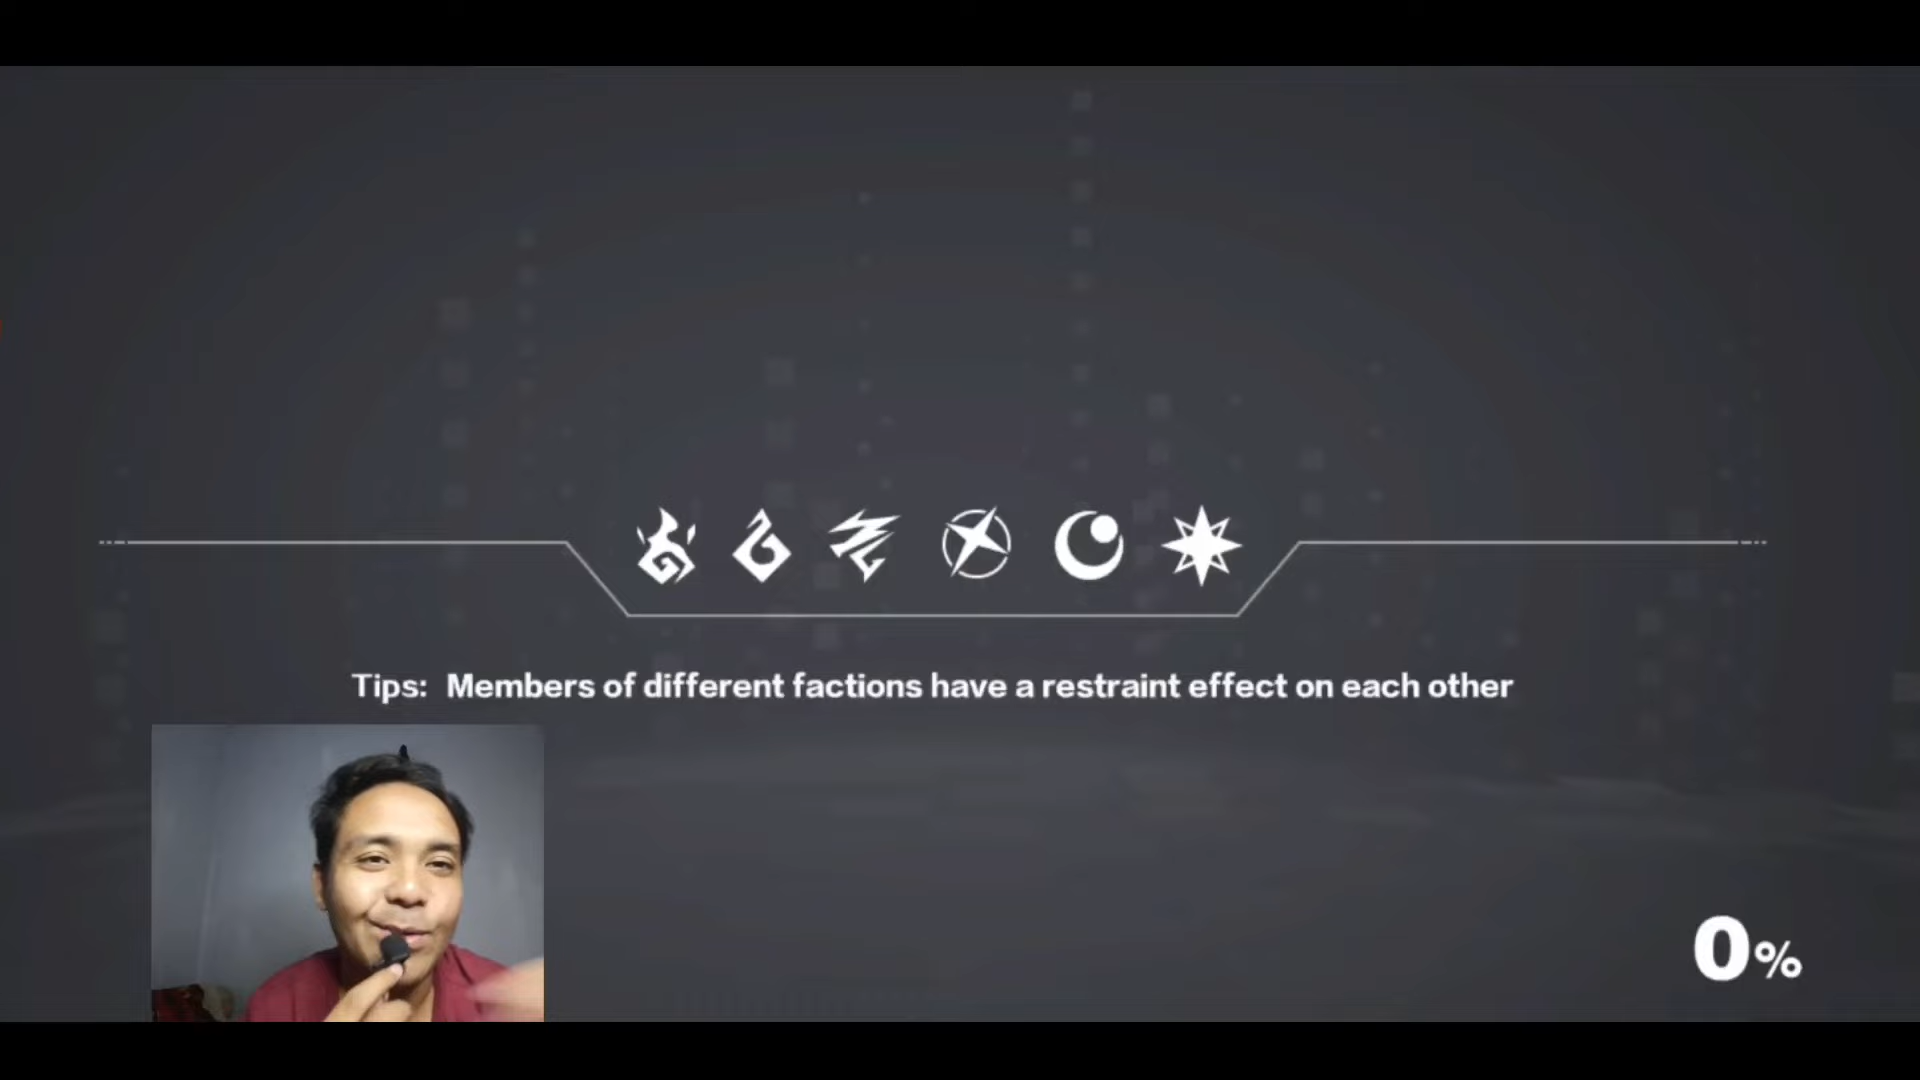 Tips: Members of different factions have a restraint effect on each other
0%